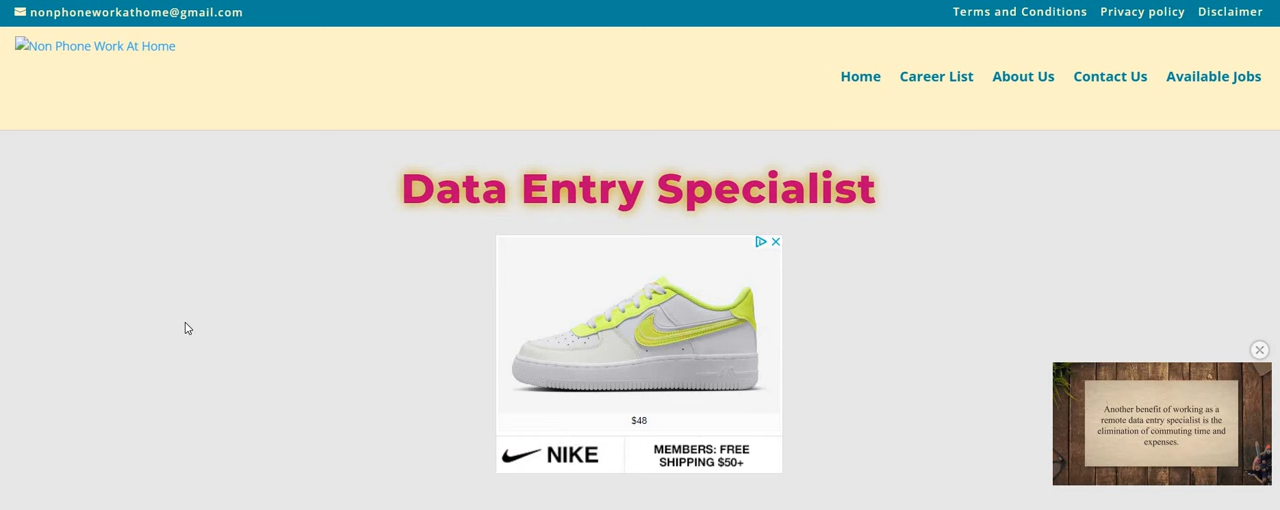 nonphoneworkathome@gmail.com
Terms and Conditions Privacy policy Disclaimer
Non Phone Work At Home
Home Career List About Us Contact Us Available Jobs
Data Entry Specialist
$48
NIKE
MEMBERS: FREE
SHIPPING $50+
Another benefit of working as a
remote data entry specialist is the
elimination of commuting time and
expenses.